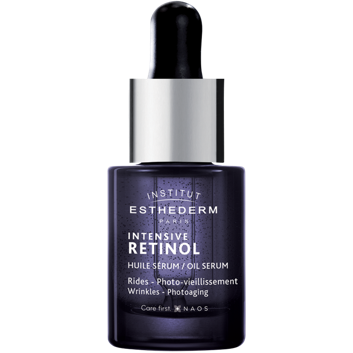 INSTITUT
ESTHEDERM
PARIS
INTENSIVE
RETINOL
HUILE SÉRUM / OIL SERUM
Rides - Photo-vieillissement
Wrinkles - Photoaging
Care first. NAOS